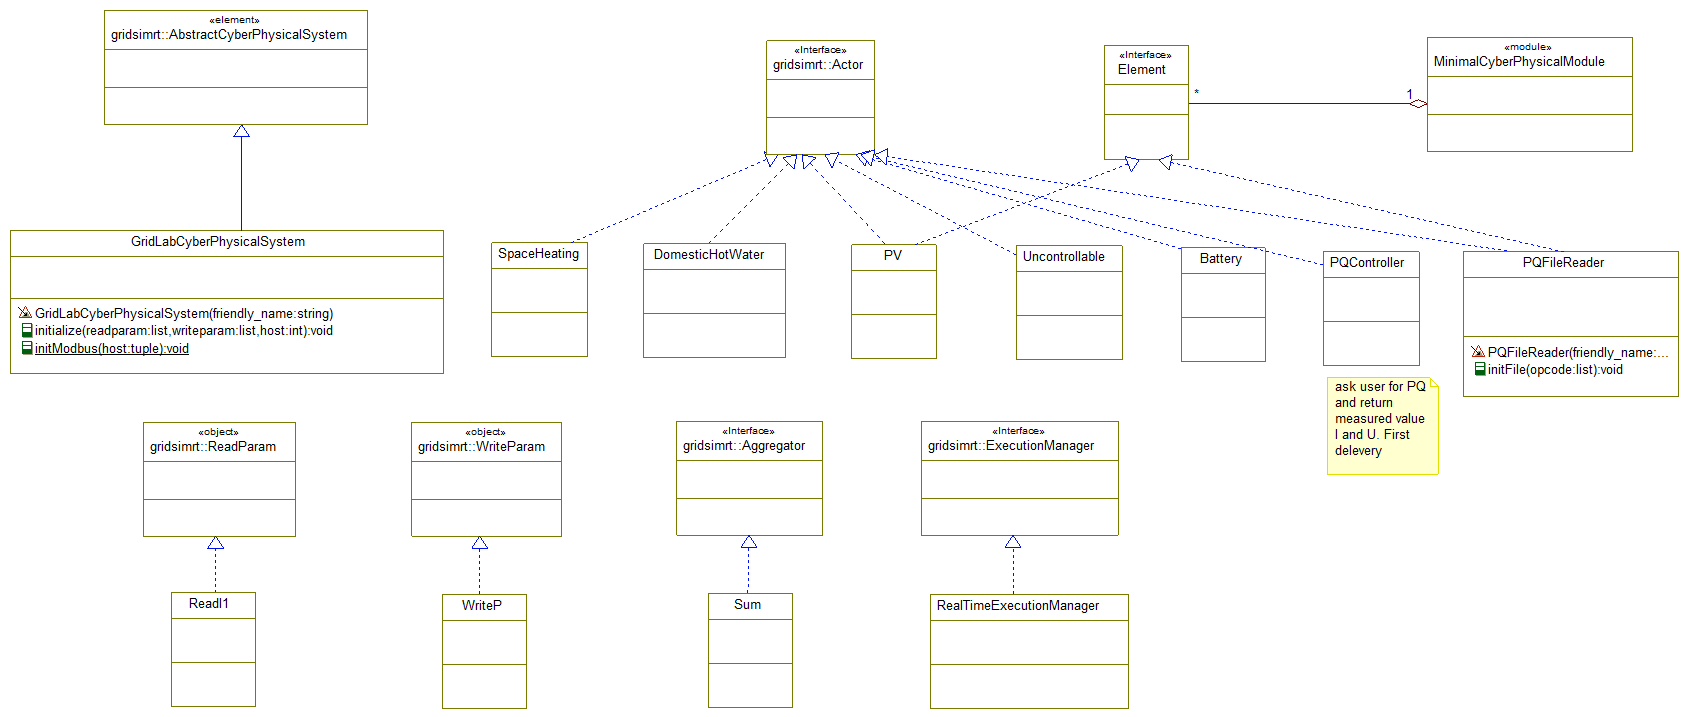 «element»
gridsimrt::AbstractCyberPhysicalSystem
«Interface»
gridsimrt::Actor
«Interface»
Element
«module»
MinimalCyberPhysicalModule
*
1
GridLabCyberPhysicalSystem
GridLabCyberPhysicalSystem(friendly_name:string)
initialize(readparam:list,writeparam:list,host:int):void
initModbus(host:tuple):void
SpaceHeating
DomesticHotWater
PV
Uncontrollable
Battery
PQController
PQFileReader
PQFileReader(friendly_name:...
initFile(opcode:list):void
ask user for PQ
and return
measured value
I and U. First
delevery
«object»
gridsimrt::ReadParam
«object»
gridsimrt::WriteParam
«Interface»
gridsimrt::Aggregator
«Interface»
gridsimrt::ExecutionManager
ReadI1
WriteP
Sum
RealTimeExecutionManager